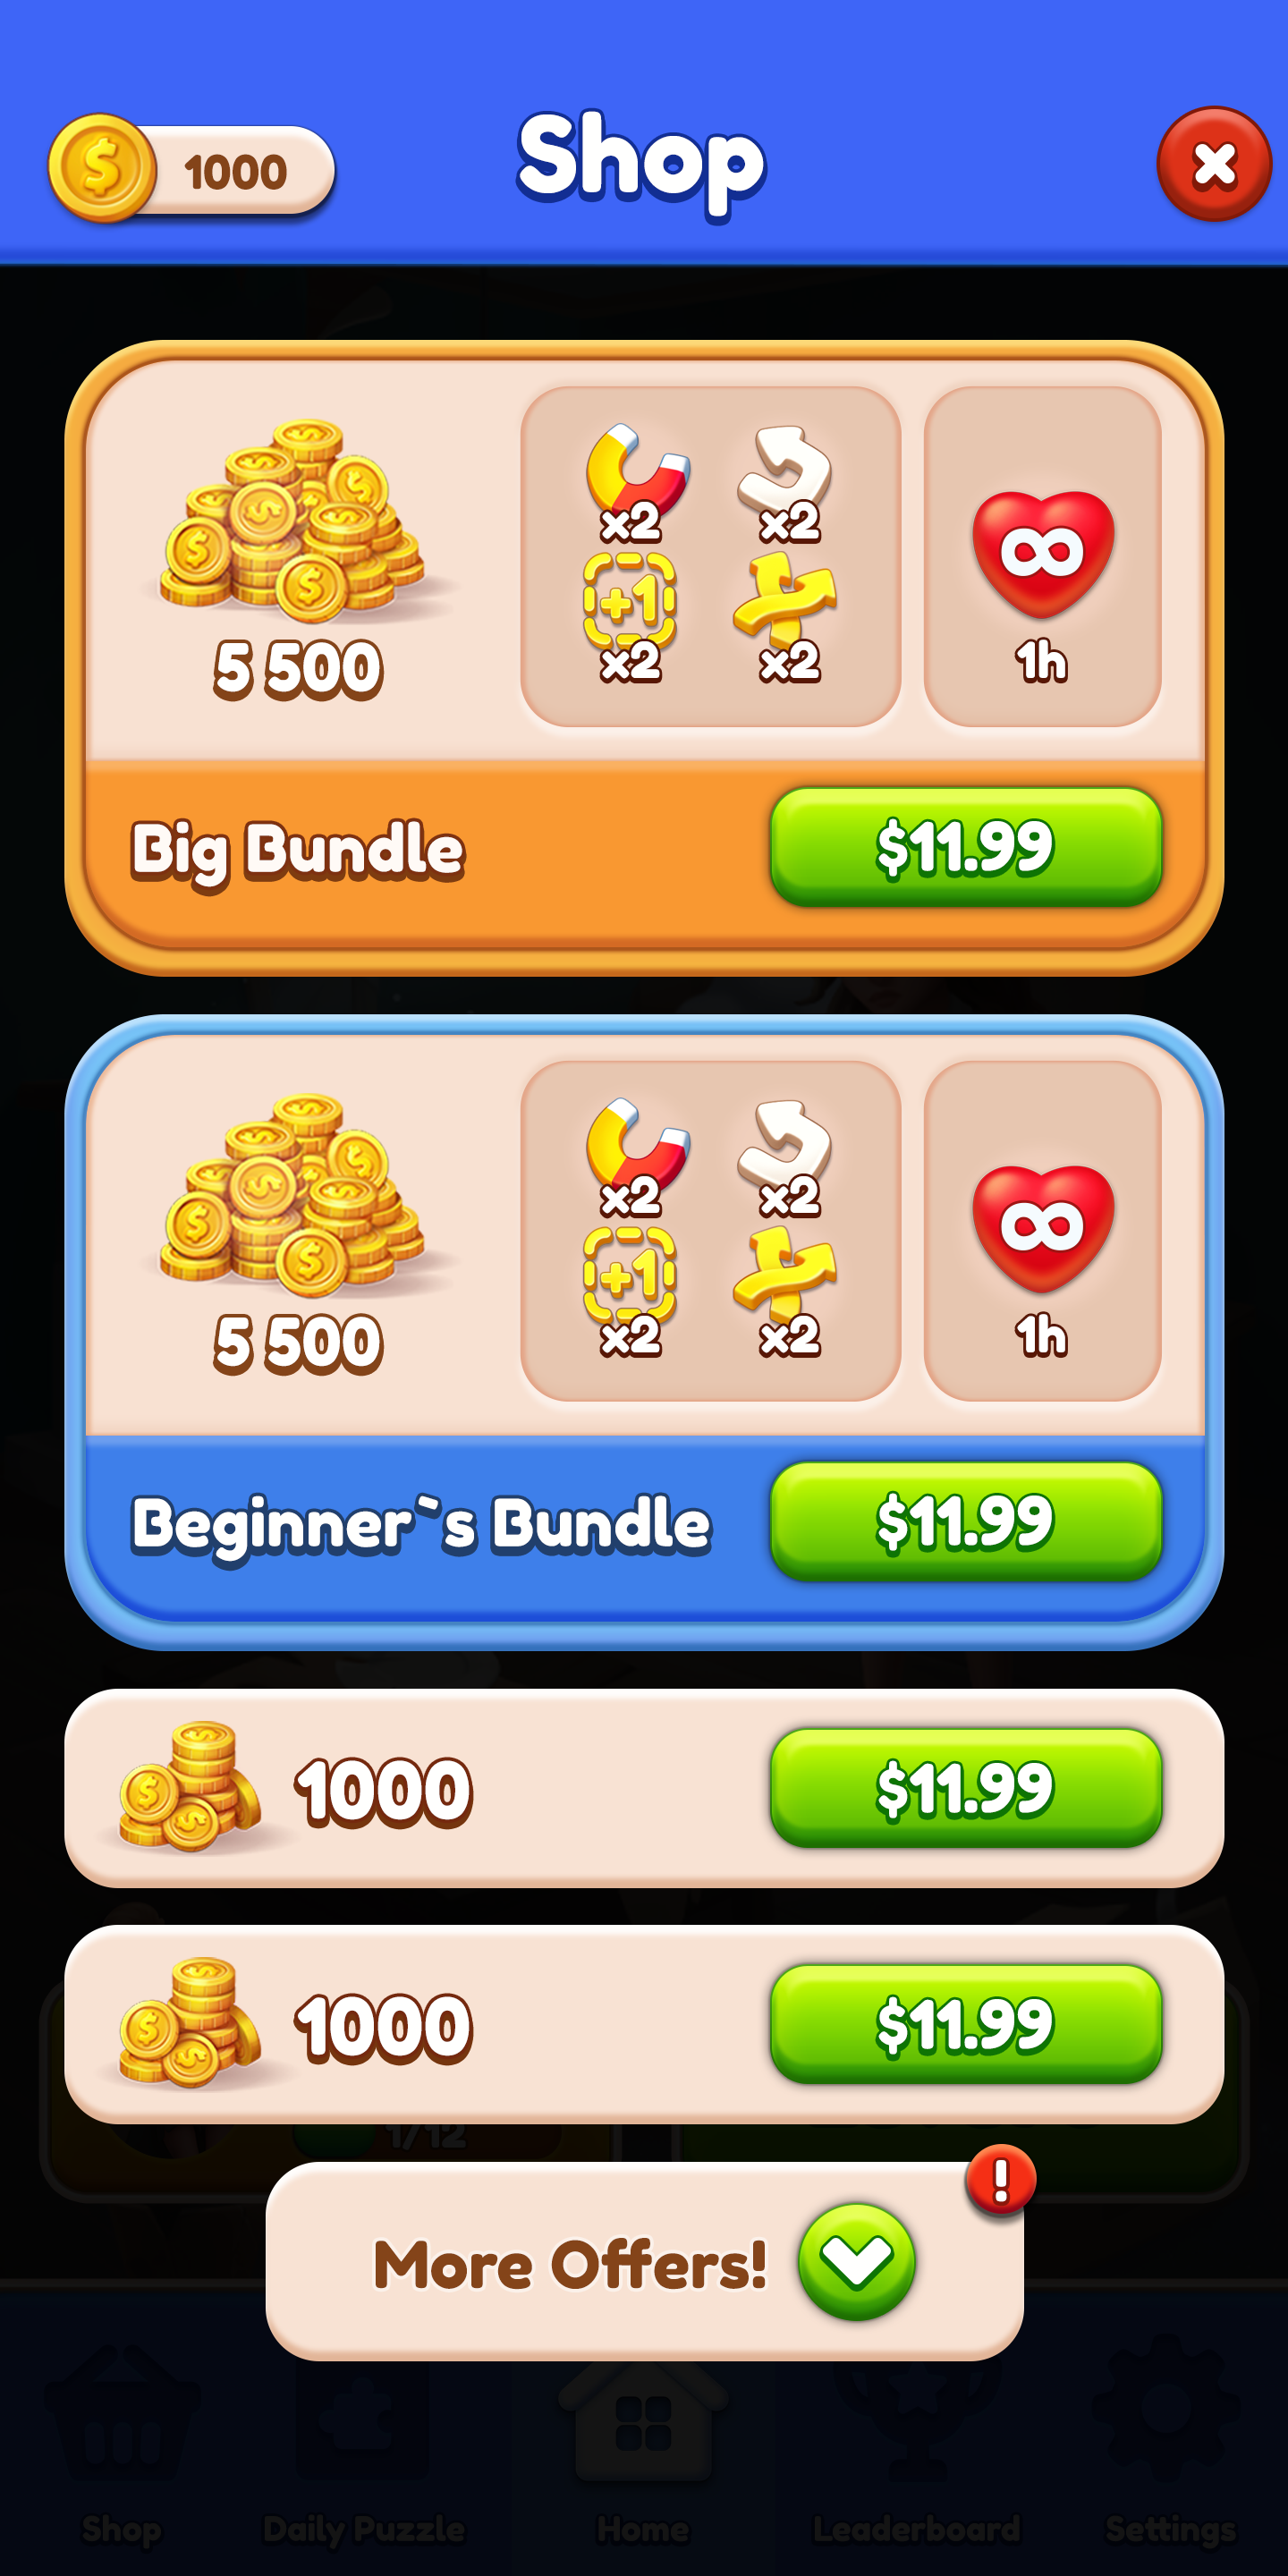 1000
Shop
5 500
x2
x2
+1
x2
x2
1h
Big Bundle
$11.99
5 500
x2
x2
+1
x2
x2
1h
Beginner`s Bundle
$11.99
1000
$11.99
1000
$11.99
1/12
!
More Offers!
Shop
Daily Puzzle
Home
Leaderboard
Settings